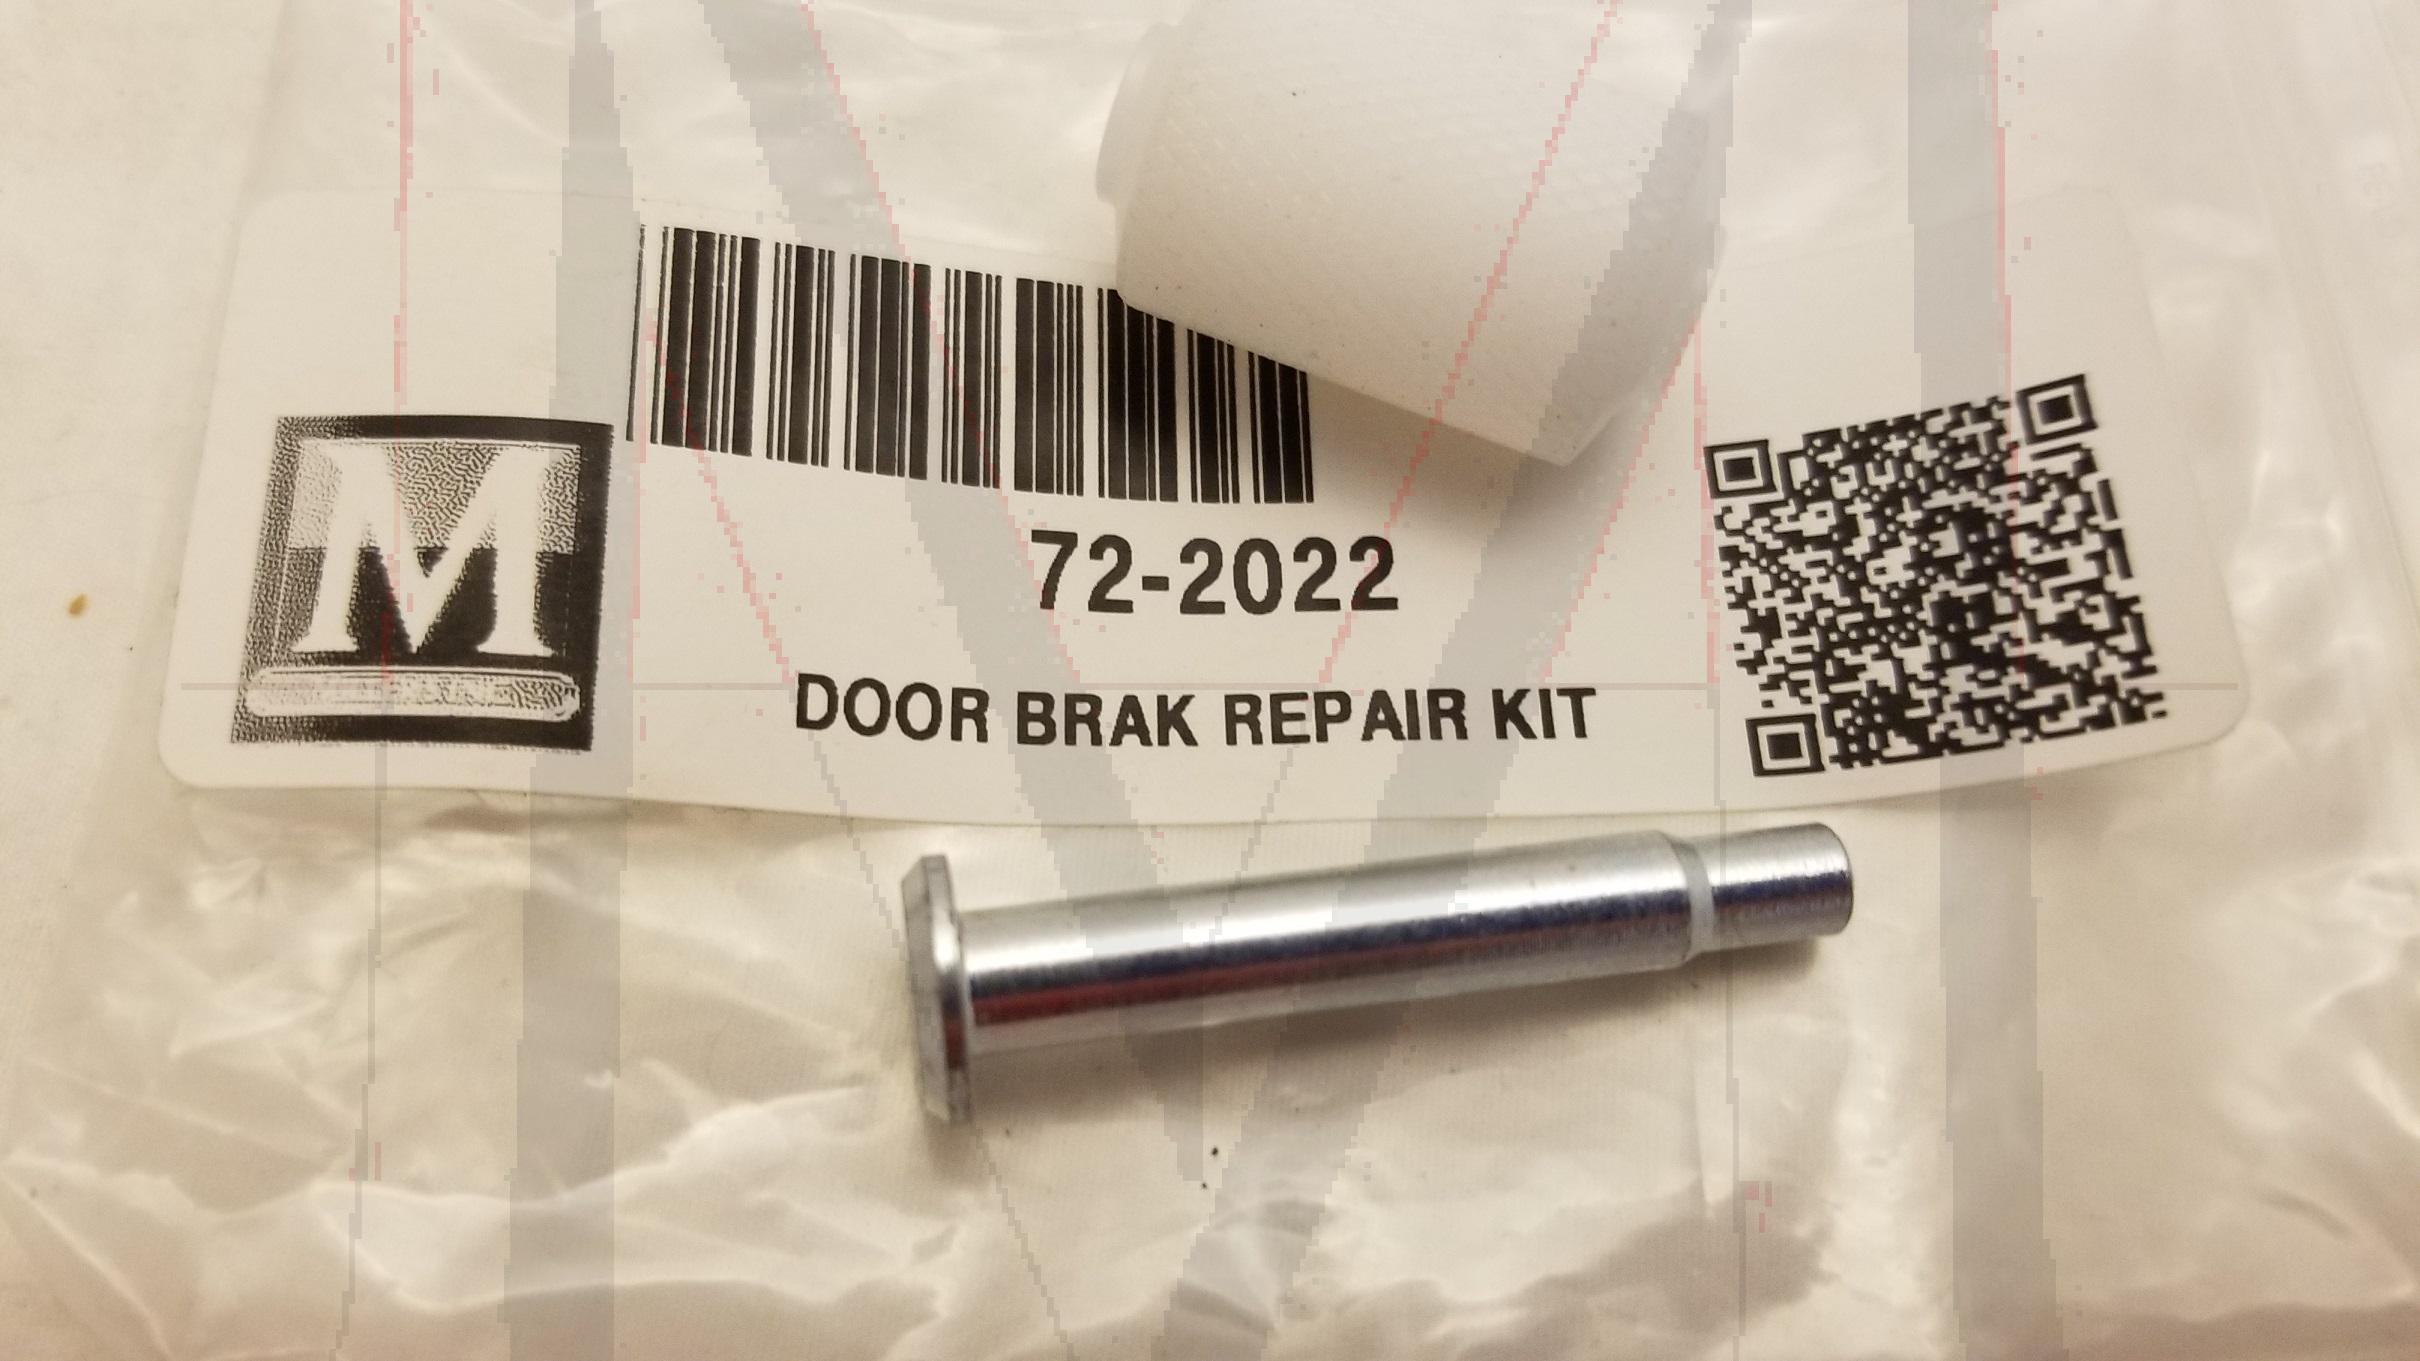 M
72-2022
DOOR BRAK REPAIR KIT